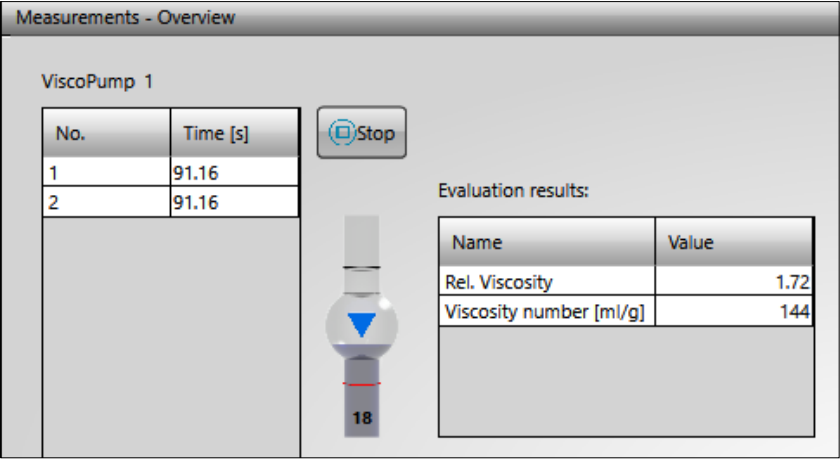 Measurements - Overview
ViscoPump 1
No. Time [s]
1 91.16
2 91.16
Stop
18
Evaluation results:
Name Value
Rel. Viscosity 1.72
Viscosity number [ml/g] 144